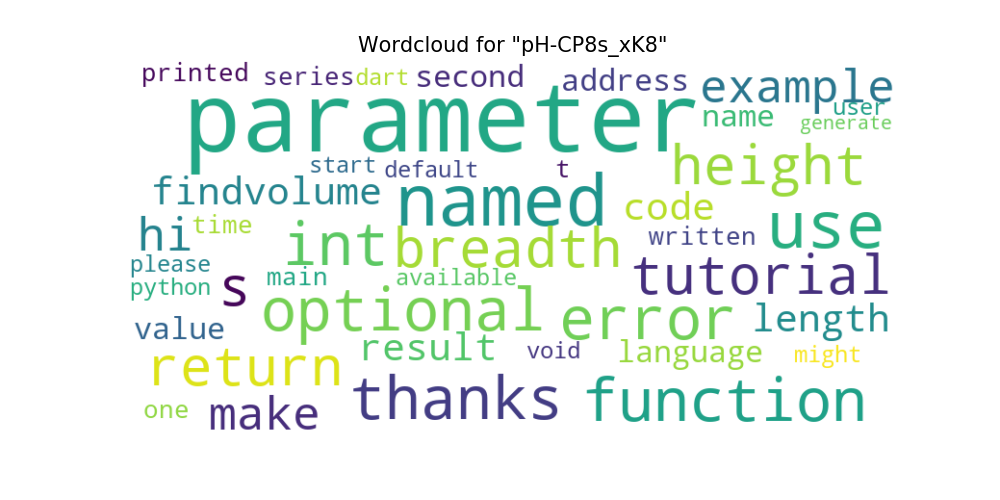 Wordcloud for "pH-CP8s_xK8"
printed series dart second address example
user
parameter name generate
start default t height
findvolume named code
hi time int breadth written use
please main available tutorial
python s optional error length
value result void language might
return thanks function
one make